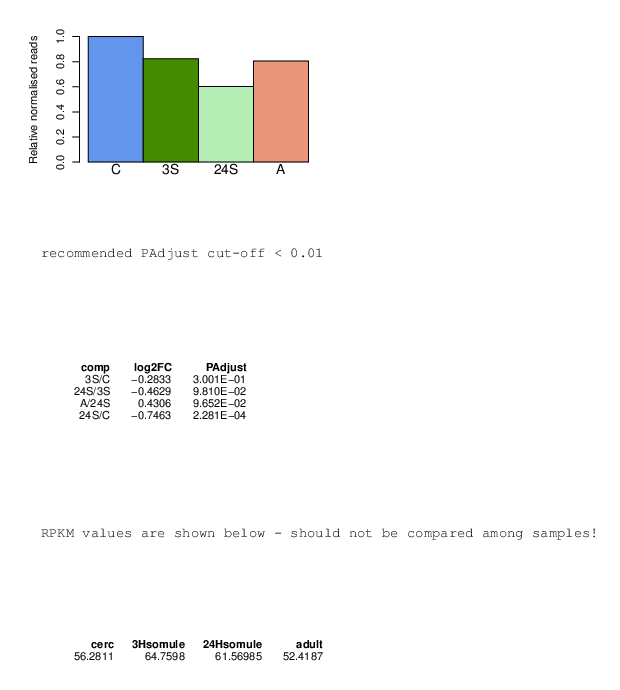 Relative normalised reads
1.0
0.8
0.6
0.4
0.2
0.0
C 3S 24S A
recommended PAdjust cut-off < 0.01
comp log2FC PAdjust
3S/C −0.2833 3.001E−01
24S/3S −0.4629 9.810E−02
A/24S 0.4306 9.652E−02
24S/C −0.7463 2.281E−04
RPKM values are shown below - should not be compared among samples!
cerc 3Hsomule 24Hsomule adult
56.2811 64.7598 61.56985 52.4187